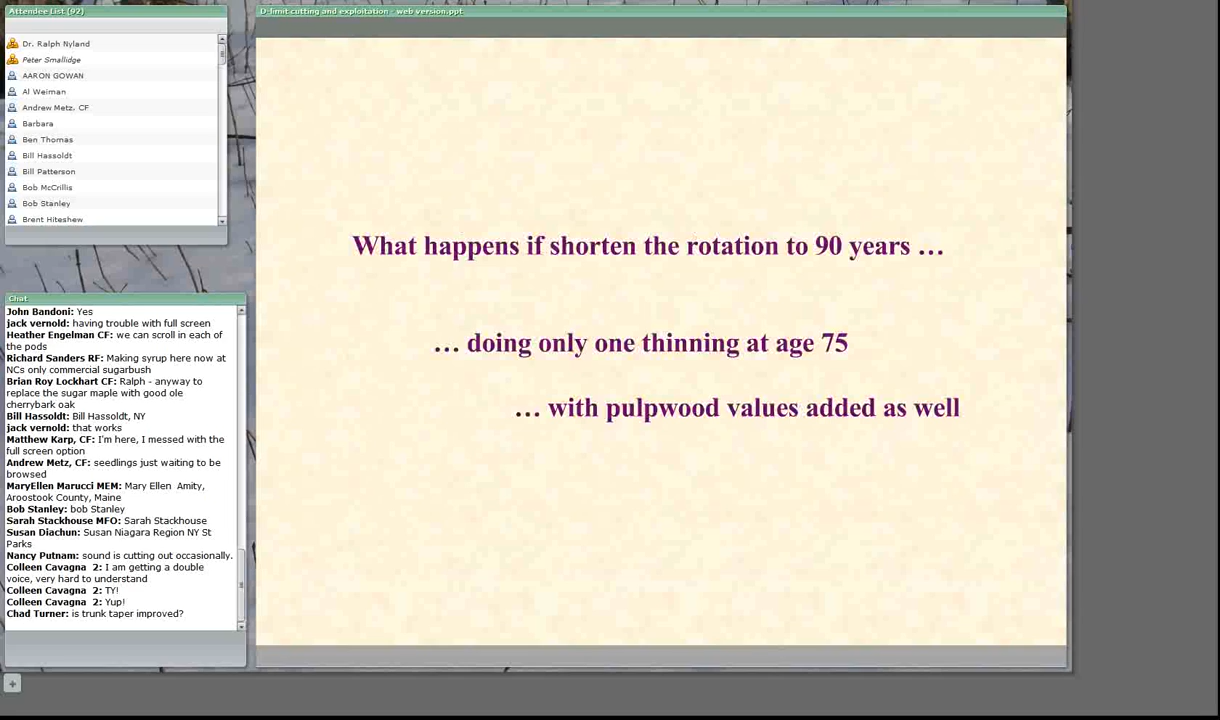 Attendee List (92)
Dr. Ralph Nyland
Peter Smallidge
AARON GOWAN
Al Weiman
Andrew Metz, CF
Barbara
Ben Thomas
Bill Hassoldt
Bill Patterson
Bob McCrillis
Bob Stanley
Brent Hiteshew
Chat
John Bandoni: Yes
jack vernold: having trouble with full screen
Heather Engelman CF: we can scroll in each of
the pods
Richard Sanders RF: Making syrup here now at
NCs only commercial sugarbush
Brian Roy Lockhart CF: Ralph - anyway to
replace the sugar maple with good ole
cherrybark oak
Bill Hassoldt: Bill Hassoldt, NY
jack vernold: that works
Matthew Karp, CF: I'm here, I messed with the
full screen option
Andrew Metz, CF: seedlings just waiting to be
browsed
MaryEllen Marucci MEM: Mary Ellen Amity,
Aroostook County, Maine
Bob Stanley: bob Stanley
Sarah Stackhouse MFO: Sarah Stackhouse
Susan Diachun: Susan Niagara Region NY St
Parks
Nancy Putnam: sound is cutting out occasionally.
Colleen Cavagna 2: I am getting a double
voice, very hard to understand
Colleen Cavagna 2: TY!
Colleen Cavagna 2: Yup!
Chad Turner: is trunk taper improved?
D-limit cutting and exploitation - web version.ppt
What happens if shorten the rotation to 90 years …
… doing only one thinning at age 75
… with pulpwood values added as well